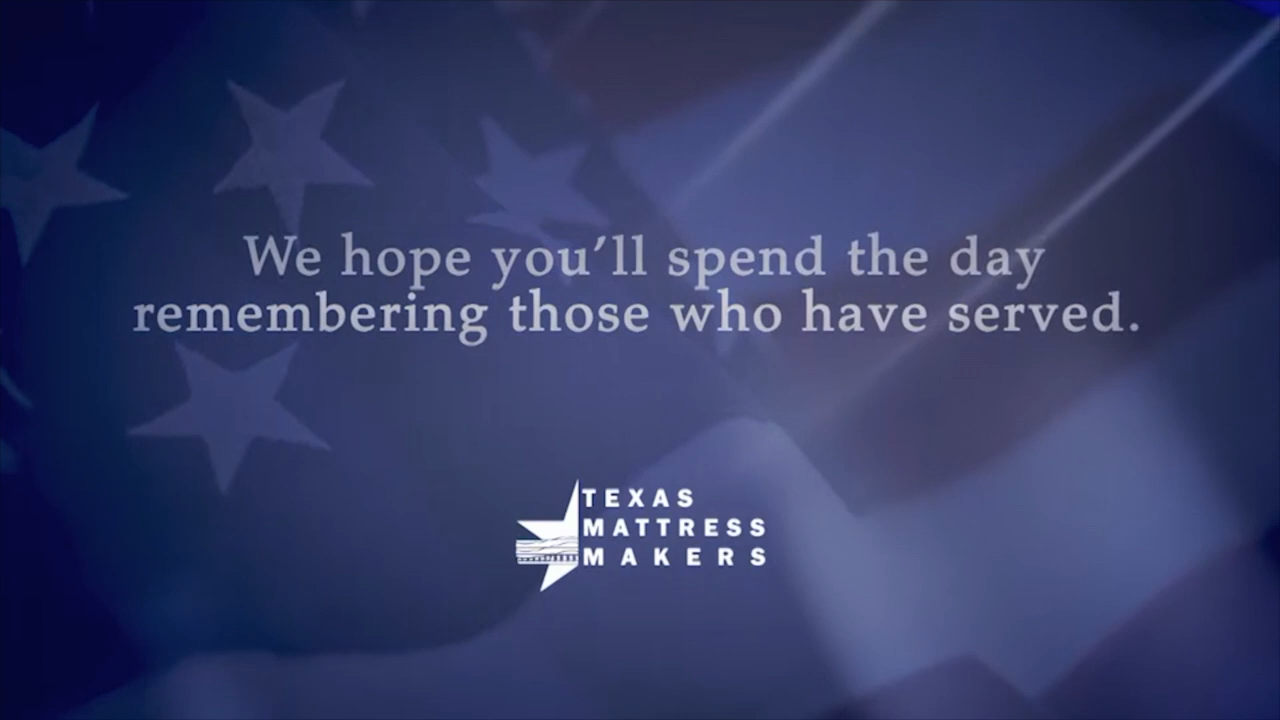 We hope you’ll spend the day
remembering those who have served.
TEXAS
MATTRESS
MAKERS